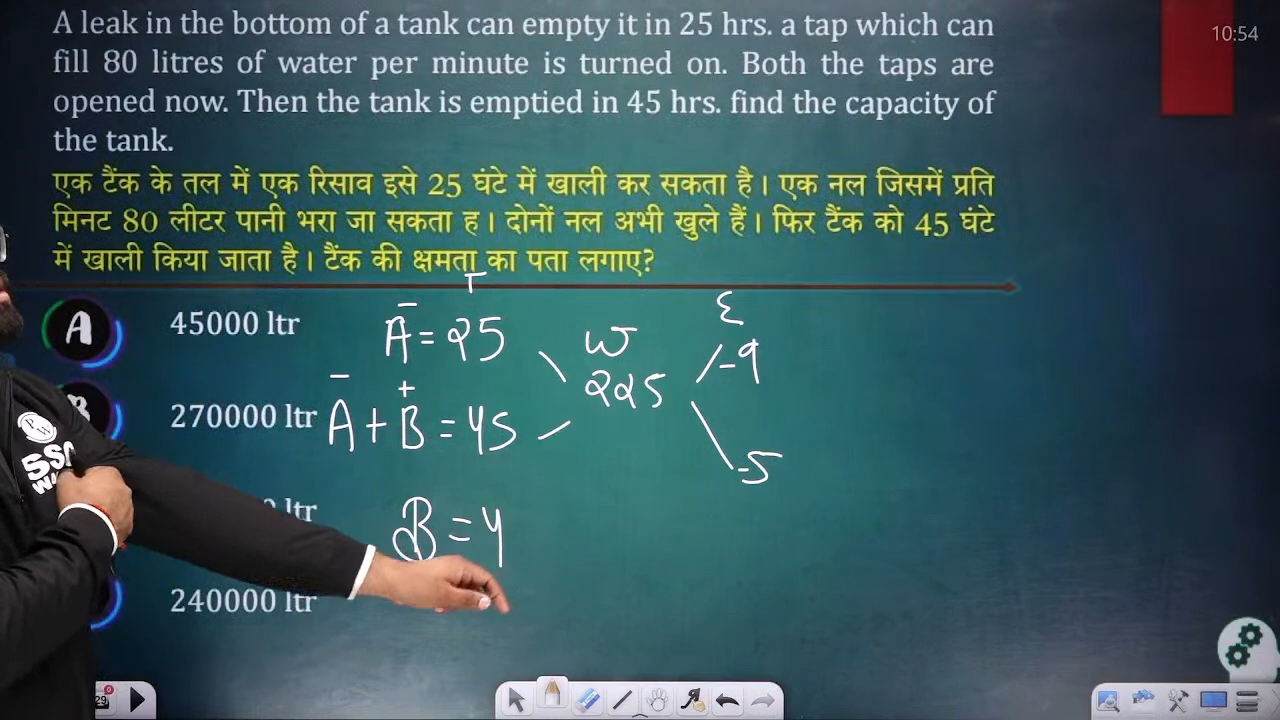 A leak in the bottom of a tank can empty it in 25 hrs. a tap which can
fill 80 litres of water per minute is turned on. Both the taps are
opened now. Then the tank is emptied in 45 hrs. find the capacity of
the tank.
एक टैंक के तल में एक रिसाव इसे 25 घंटे में खाली कर सकता है। एक नल जिसमें प्रति
मिनट 80 लीटर पानी भरा जा सकता ह। दोनों नल अभी खुले हैं। फिर टैंक को 45 घंटे
में खाली किया जाता है। टैंक की क्षमता का पता लगाए?
10:54
T
A 45000 ltr
- A = 25
W
225
E
-9
B 270000 ltr
- + A + B = 45
-5
SSC
ltr
B = 4
240000 ltr